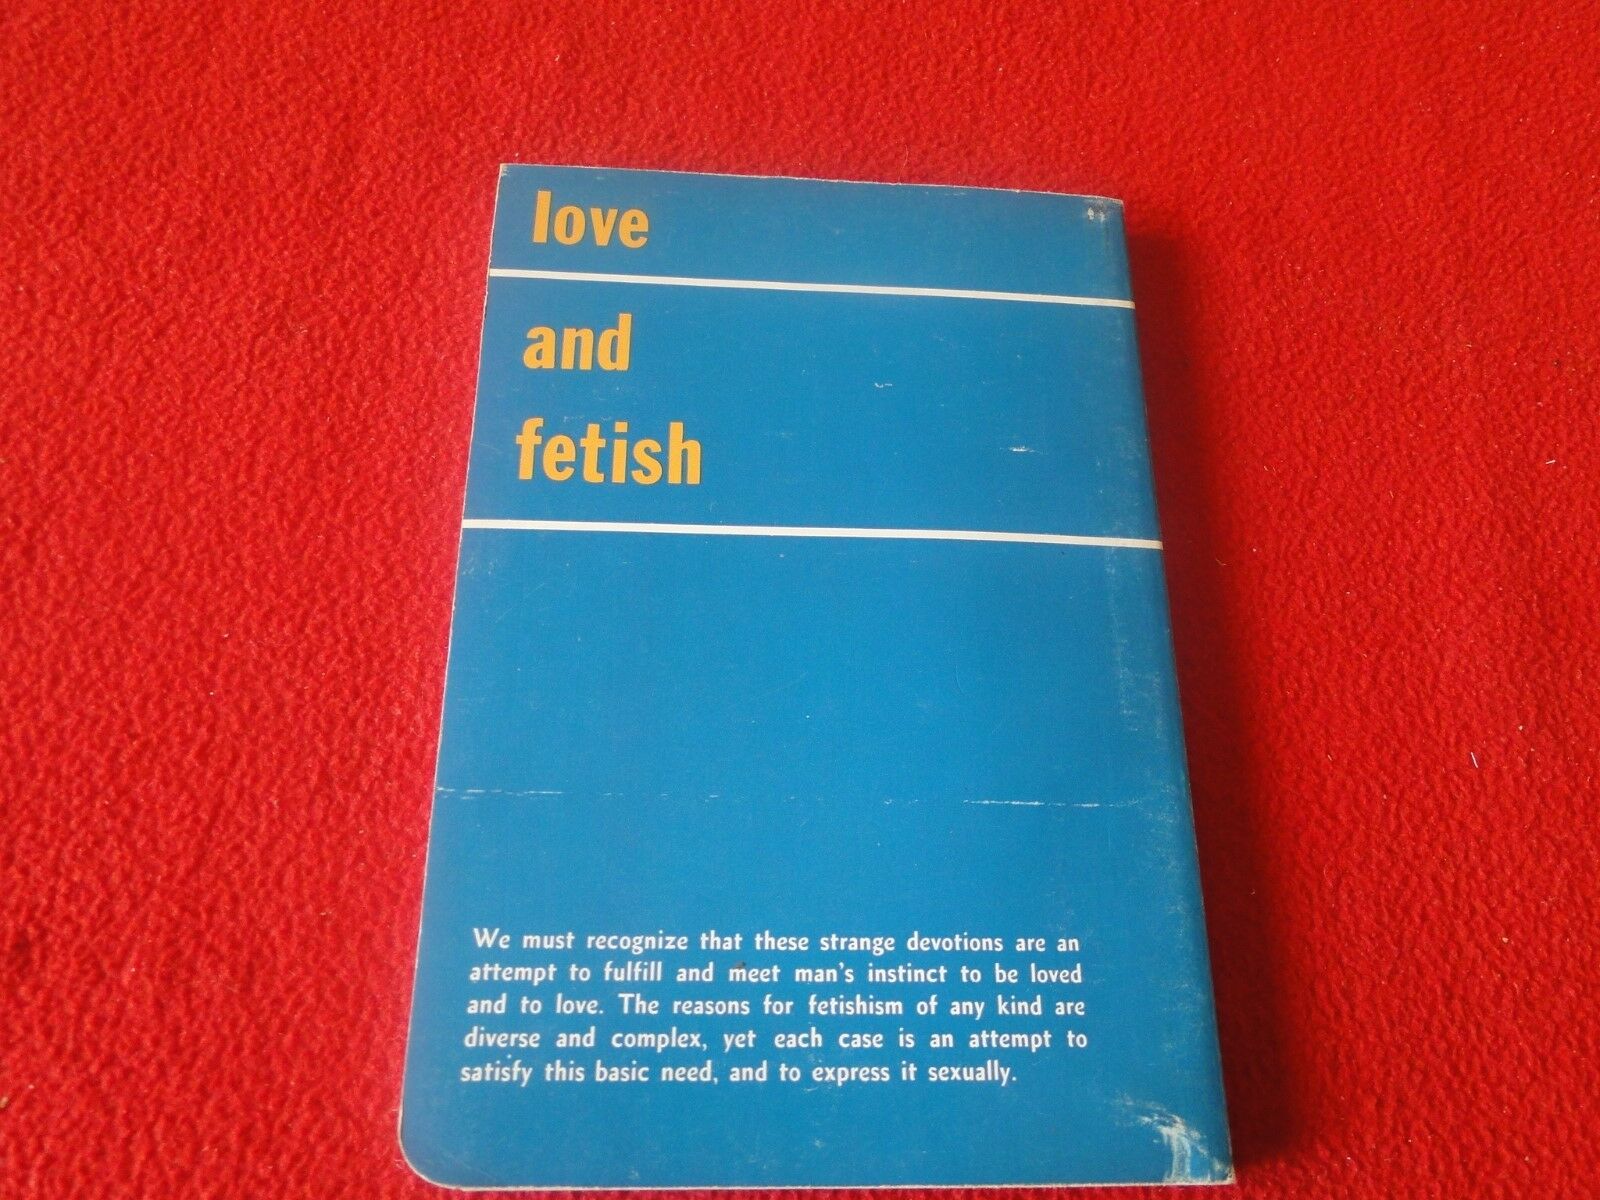 love
and
fetish
We must recognize that these strange devotions are an
attempt to fulfill and meet man's instinct to be loved
and to love. The reasons for fetishism of any kind are
diverse and complex, yet each case is an attempt to
satisfy this basic need, and to express it sexually.